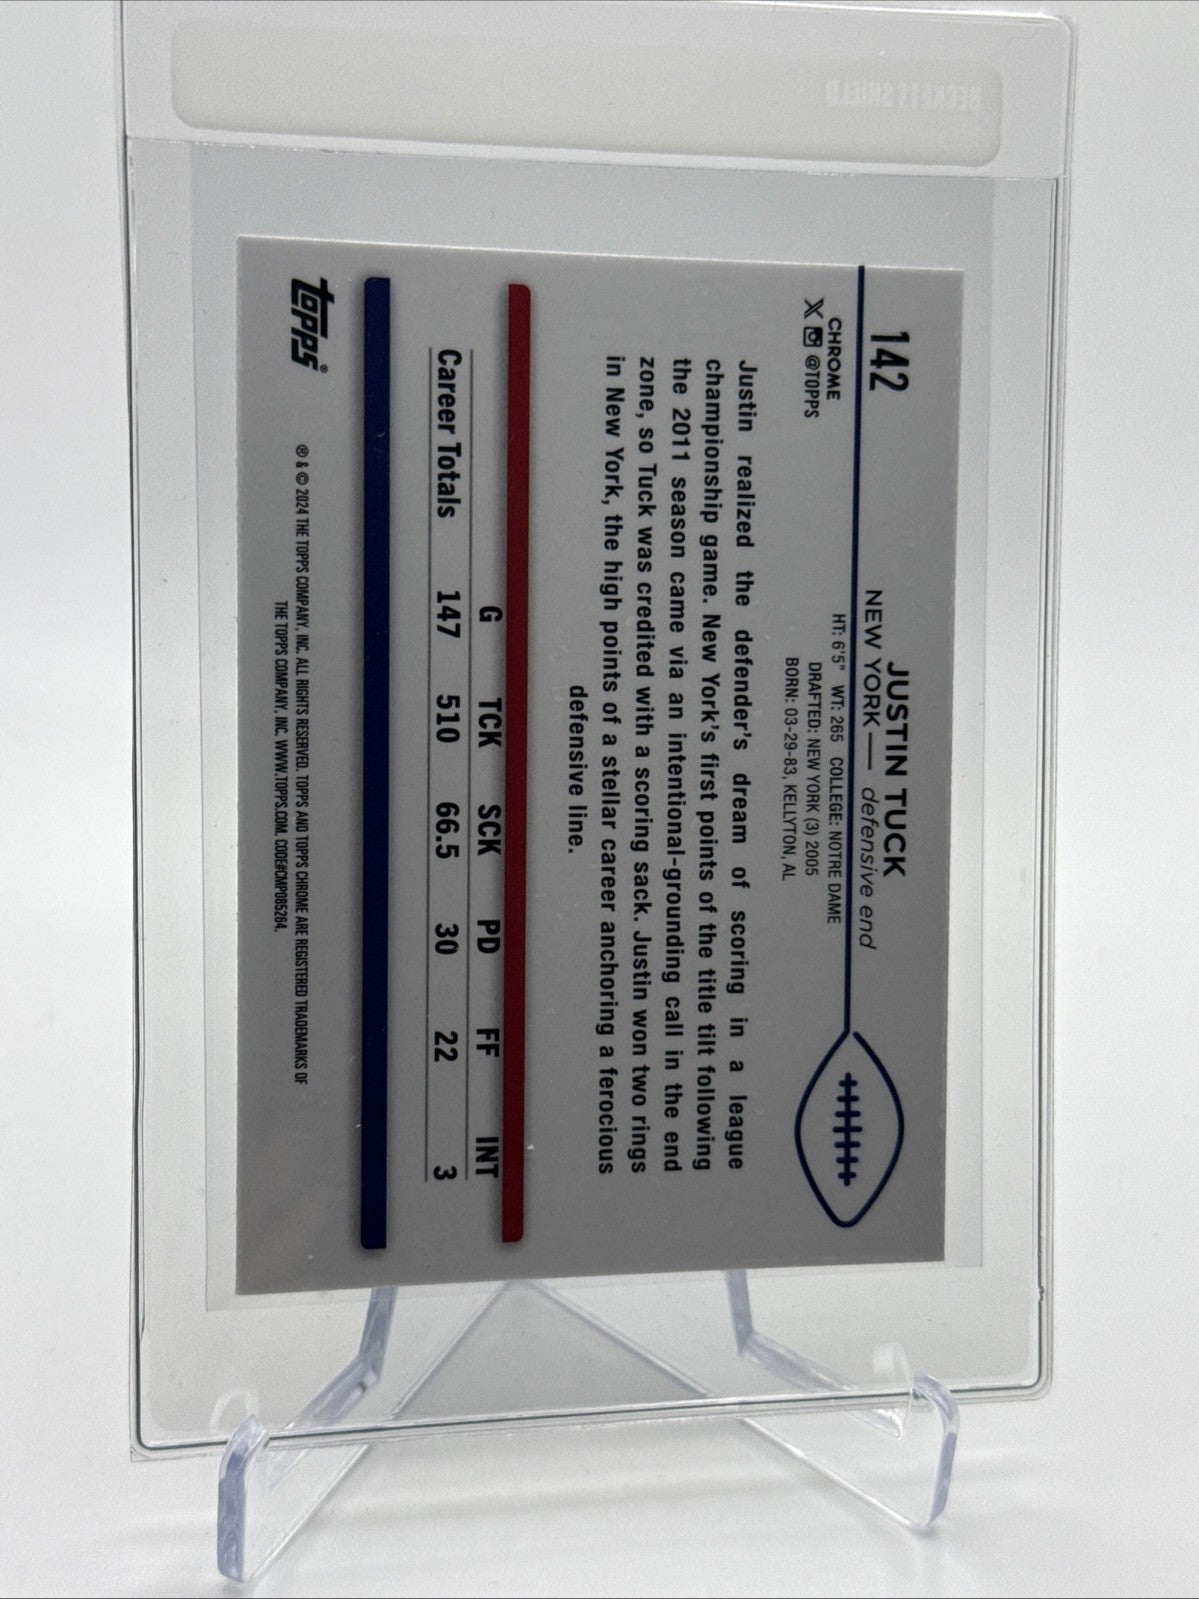 BECKETT SHIELD
142
JUSTIN TUCK
NEW YORK— defensive end
CHROME
X @TOPPS
HT: 6'5" WT: 265 COLLEGE: NOTRE DAME
DRAFTED: NEW YORK (3) 2005
BORN: 03-29-83, KELLYTON, AL
Justin realized the defender's dream of scoring in a league
championship game. New York's first points of the title tilt following
the 2011 season came via an intentional-grounding call in the end
zone, so Tuck was credited with a scoring sack. Justin won two rings
in New York, the high points of a stellar career anchoring a ferocious
defensive line.
G TCK SCK PD FF INT
Career Totals 147 510 66.5 30 22 3
topps®
® & © 2024 THE TOPPS COMPANY, INC. ALL RIGHTS RESERVED. TOPPS AND TOPPS CHROME ARE REGISTERED TRADEMARKS OF
THE TOPPS COMPANY, INC. WWW.TOPPS.COM. CODE#CMP085264.